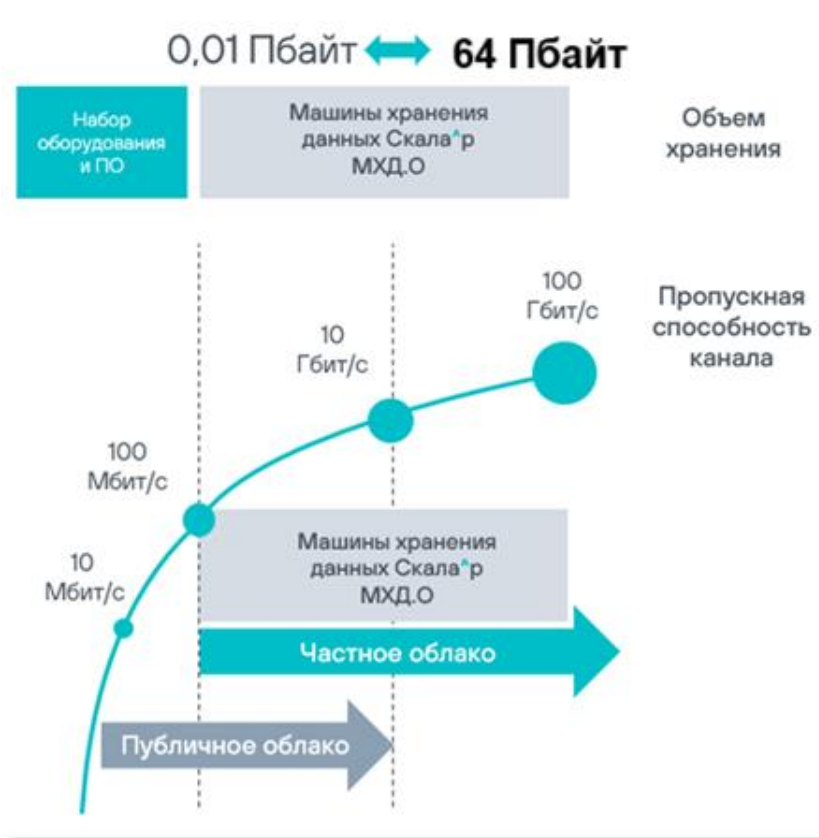 0,01 Пбайт 64 Пбайт
Набор
оборудования
и ПО
Машины хранения
данных Скала^р
МХД.О
Объем
хранения
100
Гбит/с
Пропускная
способность
канала
10
Гбит/с
100
Мбит/с
10
Мбит/с
Машины хранения
данных Скала^р
МХД.О
Частное облако
Публичное облако